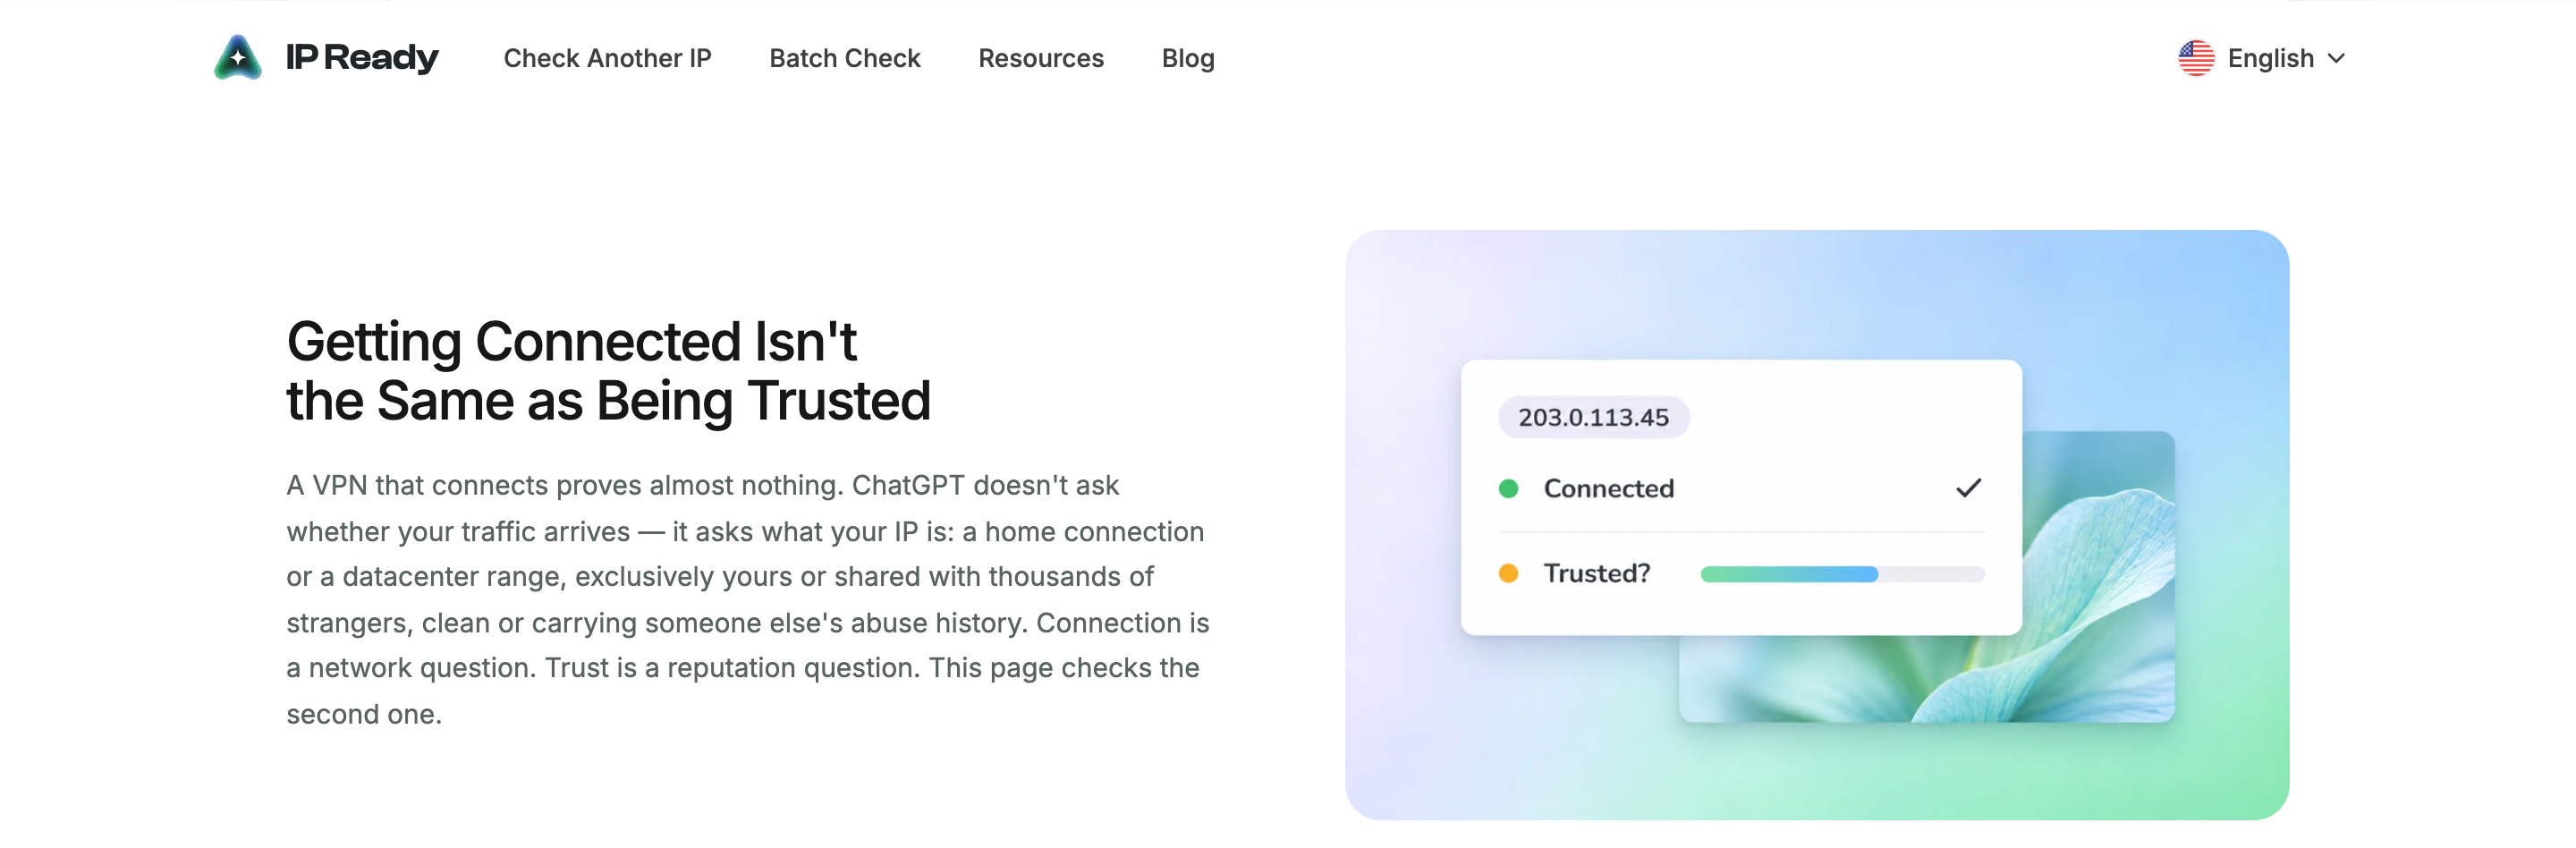 IP Ready
Check Another IP
Batch Check
Resources
Blog
English
Getting Connected Isn't
the Same as Being Trusted
A VPN that connects proves almost nothing. ChatGPT doesn't ask
whether your traffic arrives — it asks what your IP is: a home connection
or a datacenter range, exclusively yours or shared with thousands of
strangers, clean or carrying someone else's abuse history. Connection is
a network question. Trust is a reputation question. This page checks the
second one.
203.0.113.45
Connected
Trusted?